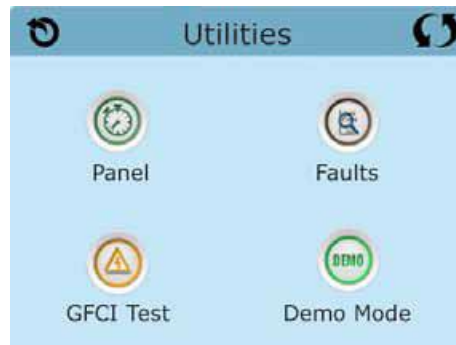 Utilities
Panel
Faults
DEMO
GFCI Test
Demo Mode